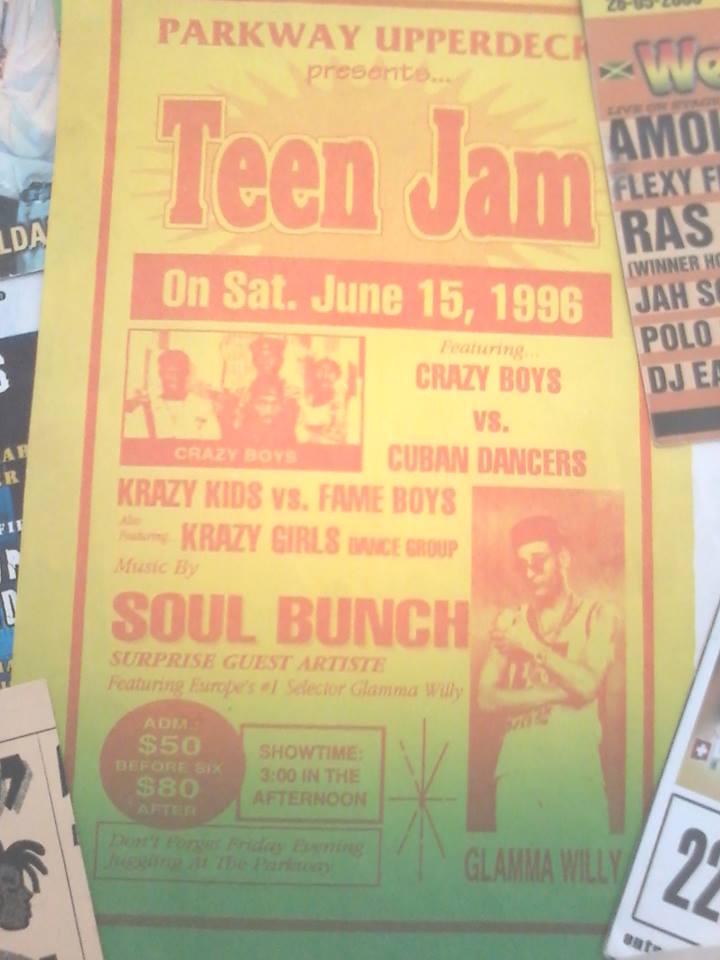 PARKWAY UPPERDECK
presents...
Teen Jam
On Sat. June 15, 1996
Featuring...
CRAZY BOYS
vs.
CUBAN DANCERS
CRAZY BOYS
KRAZY KIDS vs. FAME BOYS
Also
Featuring... KRAZY GIRLS DANCE GROUP
Music By
SOUL BUNCH
SURPRISE GUEST ARTISTE
Featuring Europe's #1 Selector Glamma Willy
ADM:
$50
BEFORE SIX
$80
AFTER
SHOWTIME:
3:00 IN THE
AFTERNOON
Don't Forget Friday Evening
Juggling At The Parkway
GLAMMA WILLY
LIVE ON STAGE
RAS
(WINNER
JAH
POLO
DJ
22